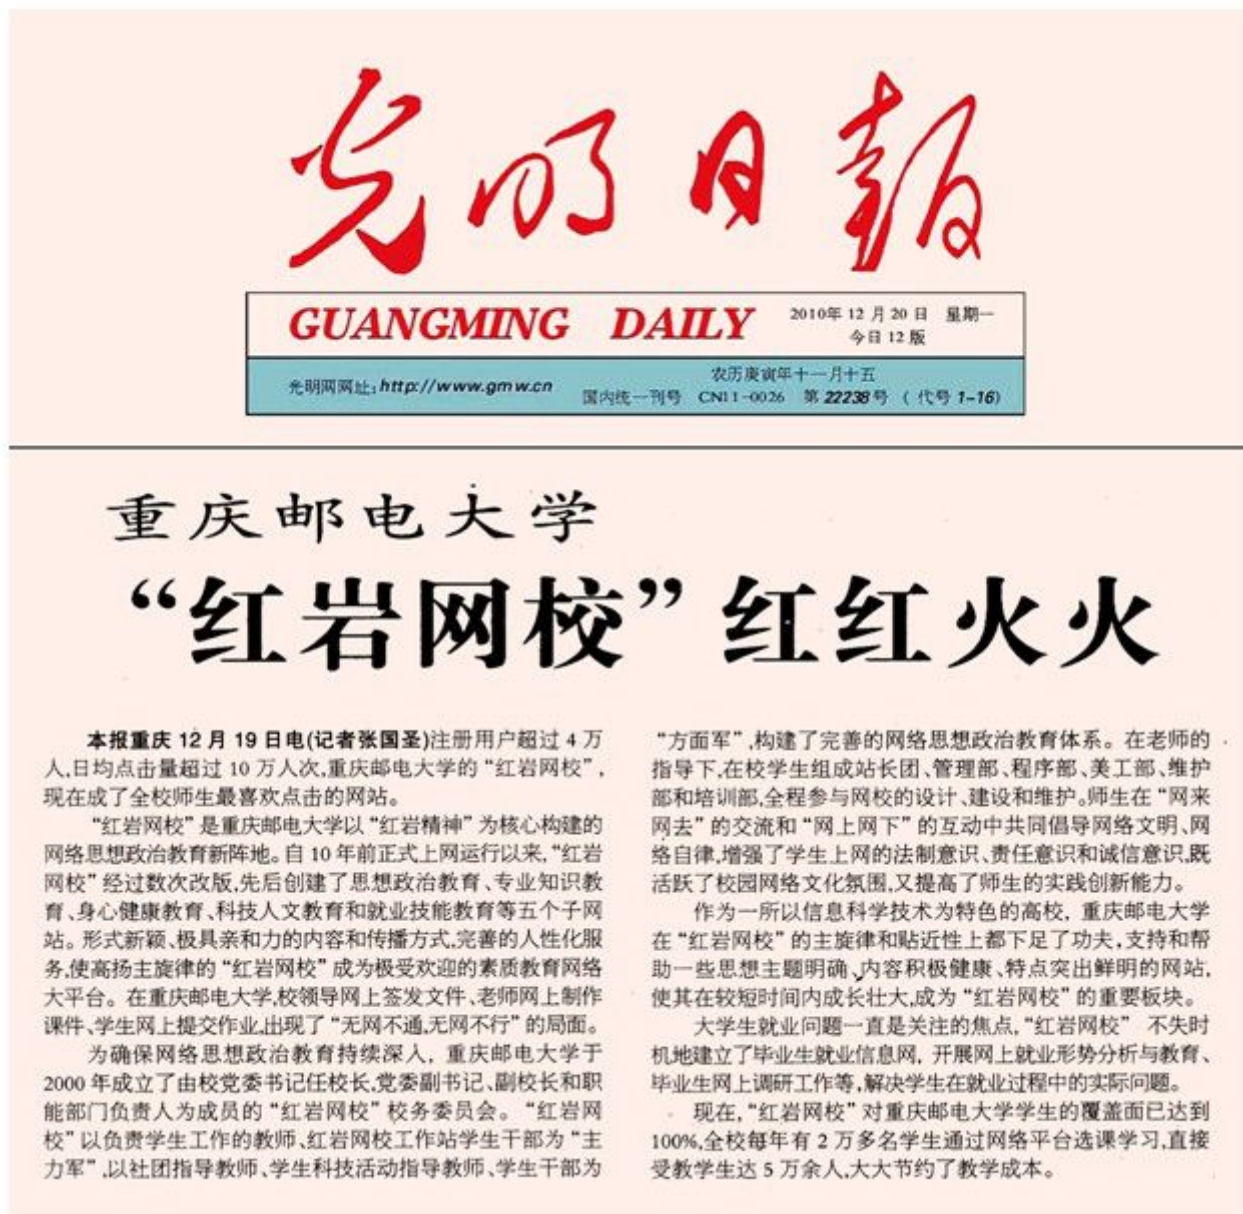 光明日报
GUANGMING DAILY
2010年12月20日 星期一
今日12版
光明网网址:http://www.gmw.cn
农历庚寅年十一月十五
国内统一刊号 CN11-0026 第22238号 (代号1-16)
重庆邮电大学
“红岩网校”红红火火
本报重庆12月19日电(记者张国圣)注册用户超过4万
人,日均点击量超过10万人次,重庆邮电大学的“红岩网校”,
现在成了全校师生最喜欢点击的网站。
“红岩网校”是重庆邮电大学以“红岩精神”为核心构建的
网络思想政治教育新阵地。自10年前正式上网运行以来,“红岩
网校”经过数次改版,先后创建了思想政治教育、专业知识教
育、身心健康教育、科技人文教育和就业技能教育等五个子网
站。形式新颖、极具亲和力的内容和传播方式,完善的人性化服
务,使高扬主旋律的“红岩网校”成为极受欢迎的素质教育网络
大平台。在重庆邮电大学,校领导网上签发文件、老师网上制作
课件、学生网上提交作业,出现了“无网不通,无网不行”的局面。
为确保网络思想政治教育持续深入,重庆邮电大学于
2000年成立了由校党委书记任校长,党委副书记、副校长和职
能部门负责人为成员的“红岩网校”校务委员会。“红岩网
校”以负责学生工作的教师、红岩网校工作站学生干部为“主
力军”,以社团指导教师、学生科技活动指导教师、学生干部为
“方面军”,构建了完善的网络思想政治教育体系。在老师的
指导下,在校学生组成站长团、管理部、程序部、美工部、维护
部和培训部,全程参与网校的设计、建设和维护。师生在“网来
网去”的交流和“网上网下”的互动中共同倡导网络文明、网
络自律,增强了学生上网的法制意识、责任意识和诚信意识,既
活跃了校园网络文化氛围,又提高了师生的实践创新能力。
作为一所以信息科学技术为特色的高校,重庆邮电大学
在“红岩网校”的主旋律和贴近性上都下足了功夫,支持和帮
助一些思想主题明确、内容积极健康、特点突出鲜明的网站,
使其在较短时间内成长壮大,成为“红岩网校”的重要板块。
大学生就业问题一直是关注的焦点,“红岩网校” 不失时
机地建立了毕业生就业信息网,开展网上就业形势分析与教育、
毕业生网上调研工作等,解决学生在就业过程中的实际问题。
现在,“红岩网校”对重庆邮电大学学生的覆盖面已达到
100%,全校每年有2万多名学生通过网络平台选课学习,直接
受教学生达5万余人,大大节约了教学成本。